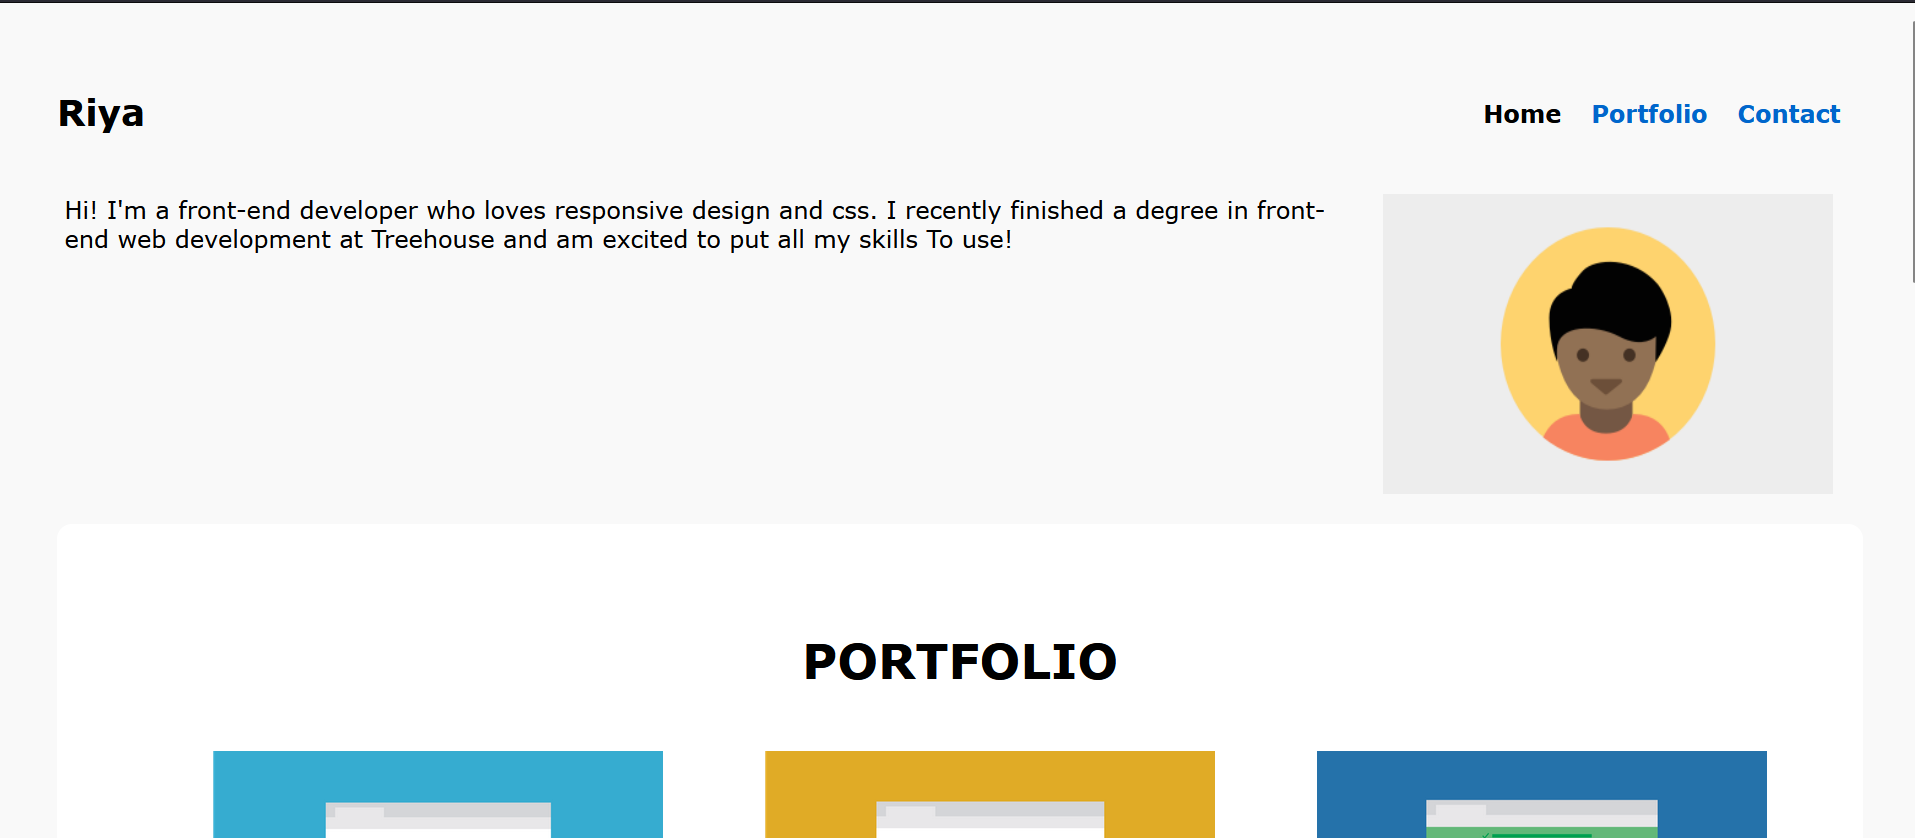 Riya
Home Portfolio Contact
Hi! I'm a front-end developer who loves responsive design and css. I recently finished a degree in front-
end web development at Treehouse and am excited to put all my skills To use!
PORTFOLIO